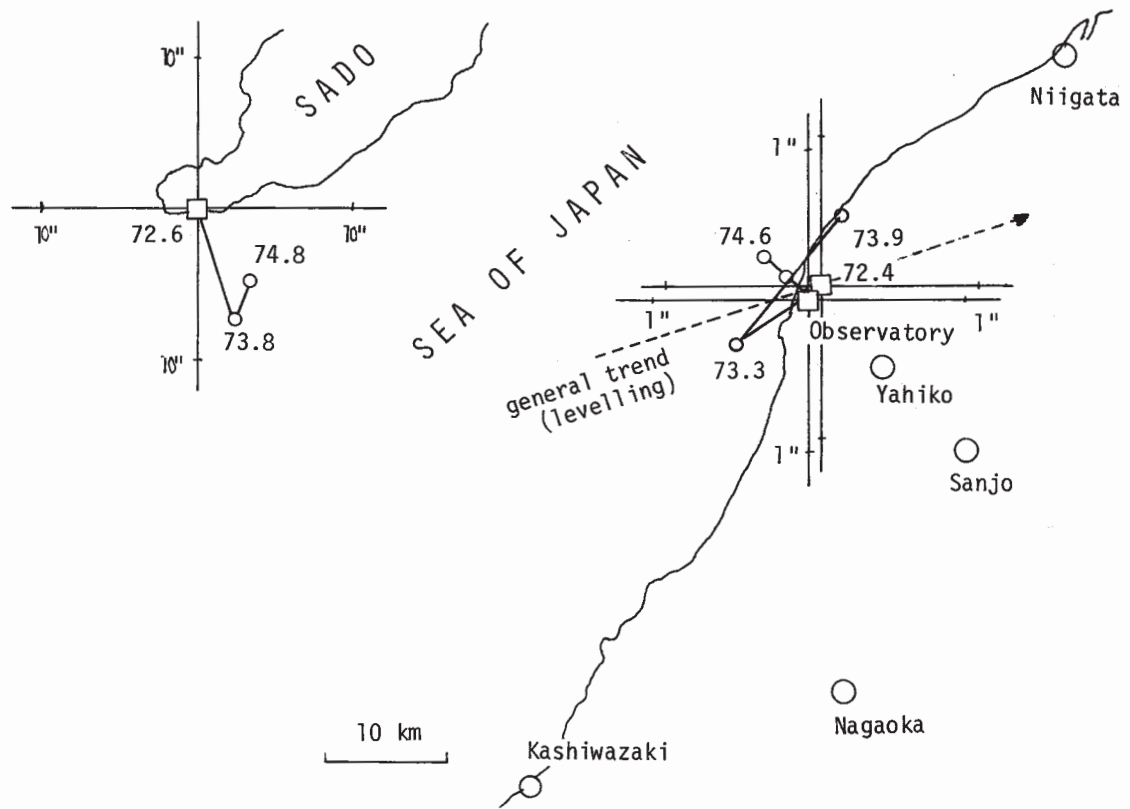 10"
SADO
10"
10"
72.6
74.8
73.8
10"
SEA OF JAPAN
Niigata
1"
74.6
73.9
72.4
1"
1"
Observatory
73.3
general trend
(levelling)
Yahiko
1"
Sanjo
10 km
Nagaoka
Kashiwazaki